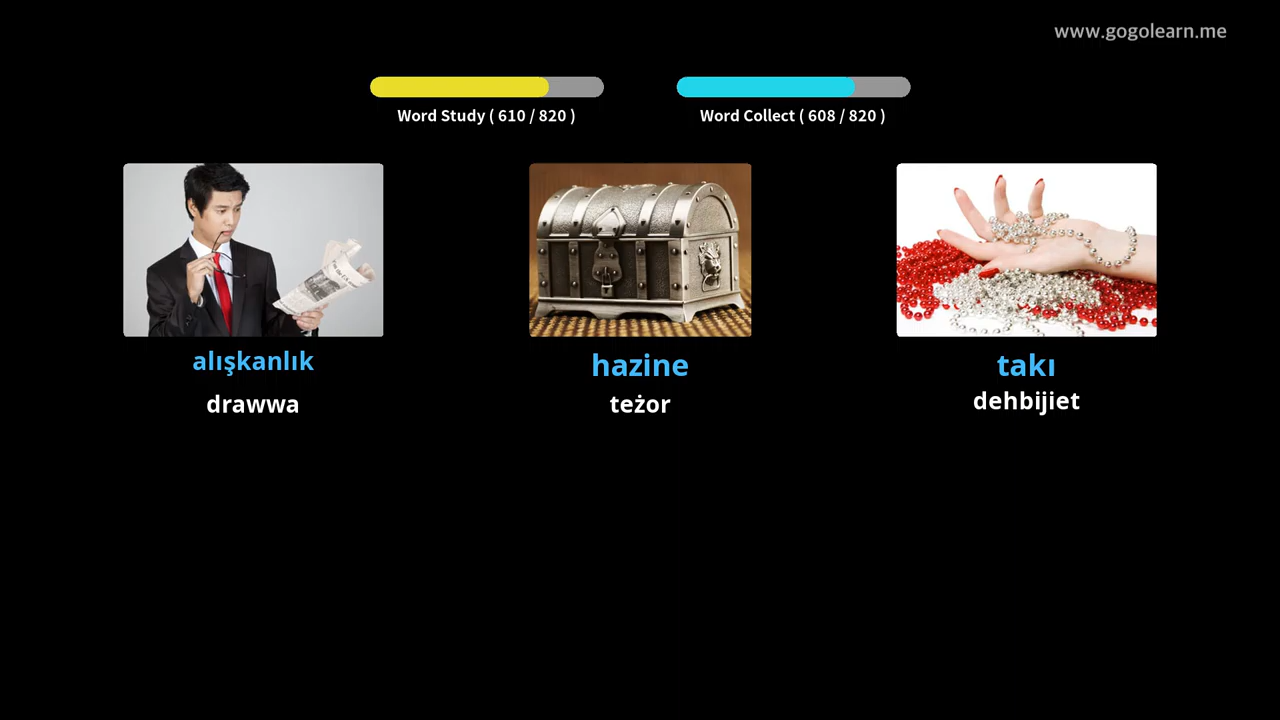 www.gogolearn.me
Word Study ( 610 / 820 )
Word Collect ( 608 / 820 )
alışkanlık
hazine
takı
drawwa
teżor
dehbijiet